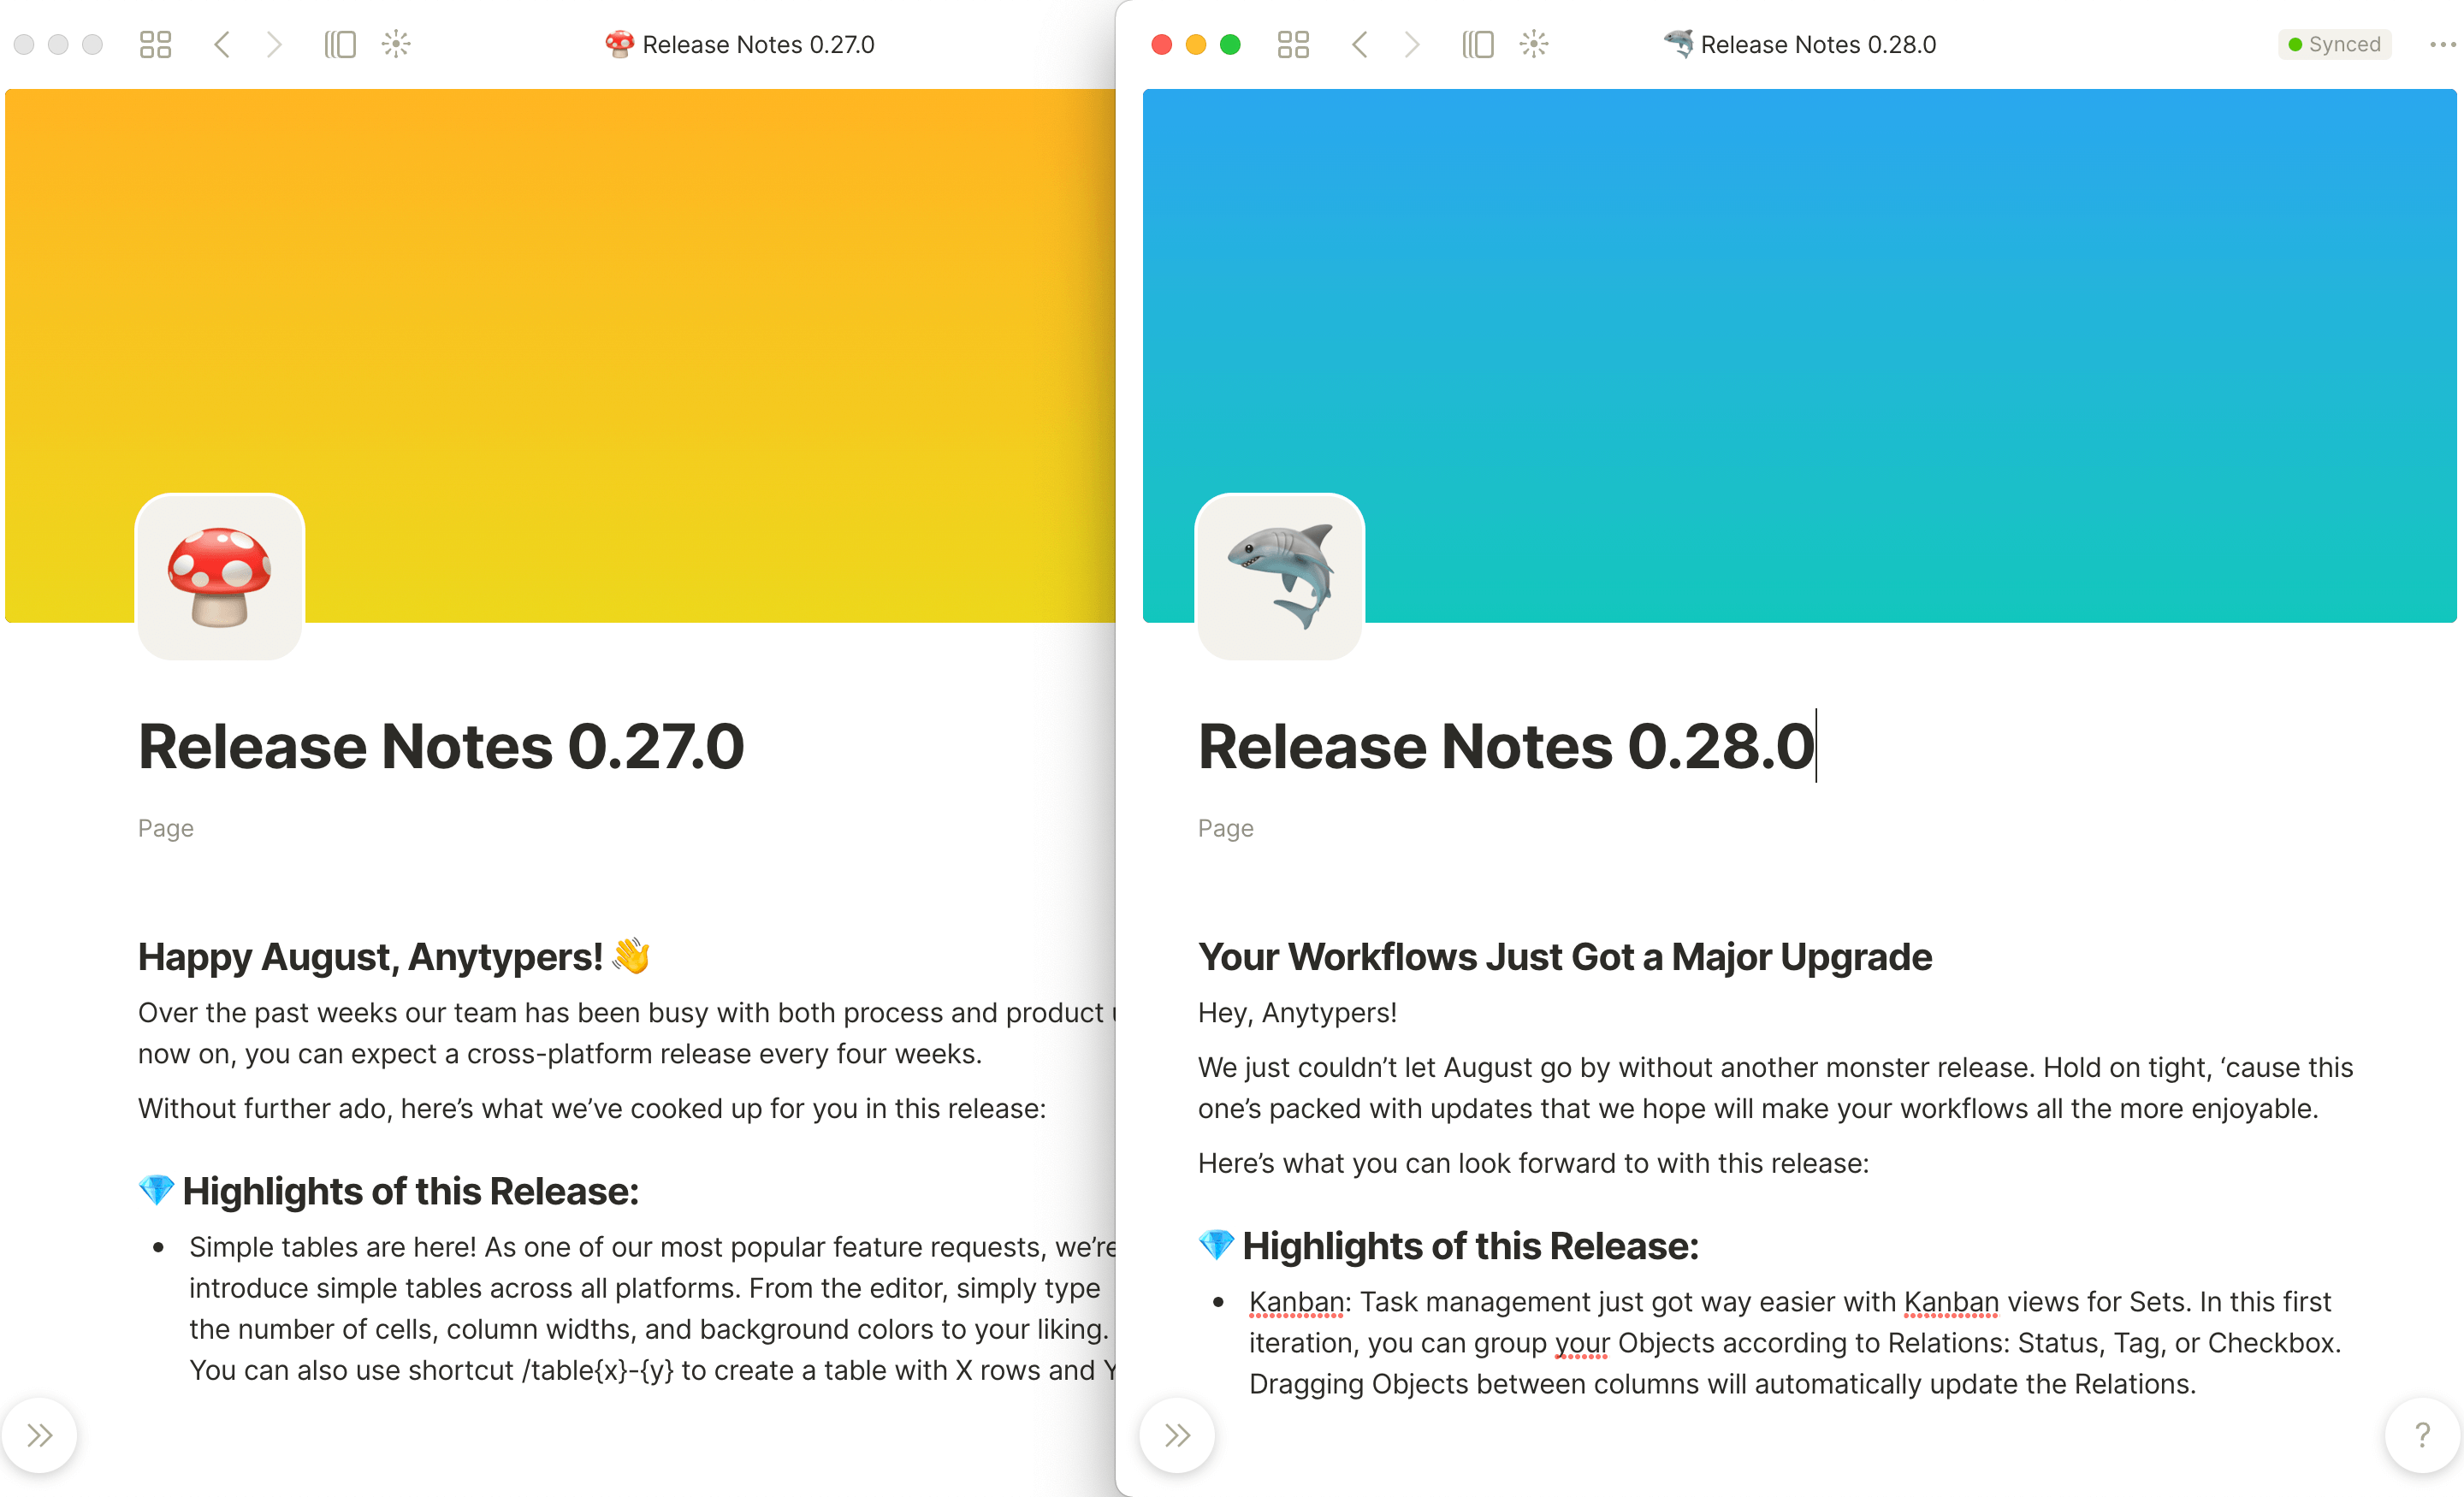 Release Notes 0.27.0
Release Notes 0.27.0
Page
Happy August, Anytypers! 👋
Over the past weeks our team has been busy with both process and product
now on, you can expect a cross-platform release every four weeks.
Without further ado, here’s what we’ve cooked up for you in this release:
💎 Highlights of this Release:
• Simple tables are here! As one of our most popular feature requests, we’re
introduce simple tables across all platforms. From the editor, simply type
the number of cells, column widths, and background colors to your liking.
You can also use shortcut /table{x}-{y} to create a table with X rows and Y
Release Notes 0.28.0
Synced
Release Notes 0.28.0
Page
Your Workflows Just Got a Major Upgrade
Hey, Anytypers!
We just couldn’t let August go by without another monster release. Hold on tight, ‘cause this
one’s packed with updates that we hope will make your workflows all the more enjoyable.
Here’s what you can look forward to with this release:
💎 Highlights of this Release:
• Kanban: Task management just got way easier with Kanban views for Sets. In this first
iteration, you can group your Objects according to Relations: Status, Tag, or Checkbox.
Dragging Objects between columns will automatically update the Relations.
?